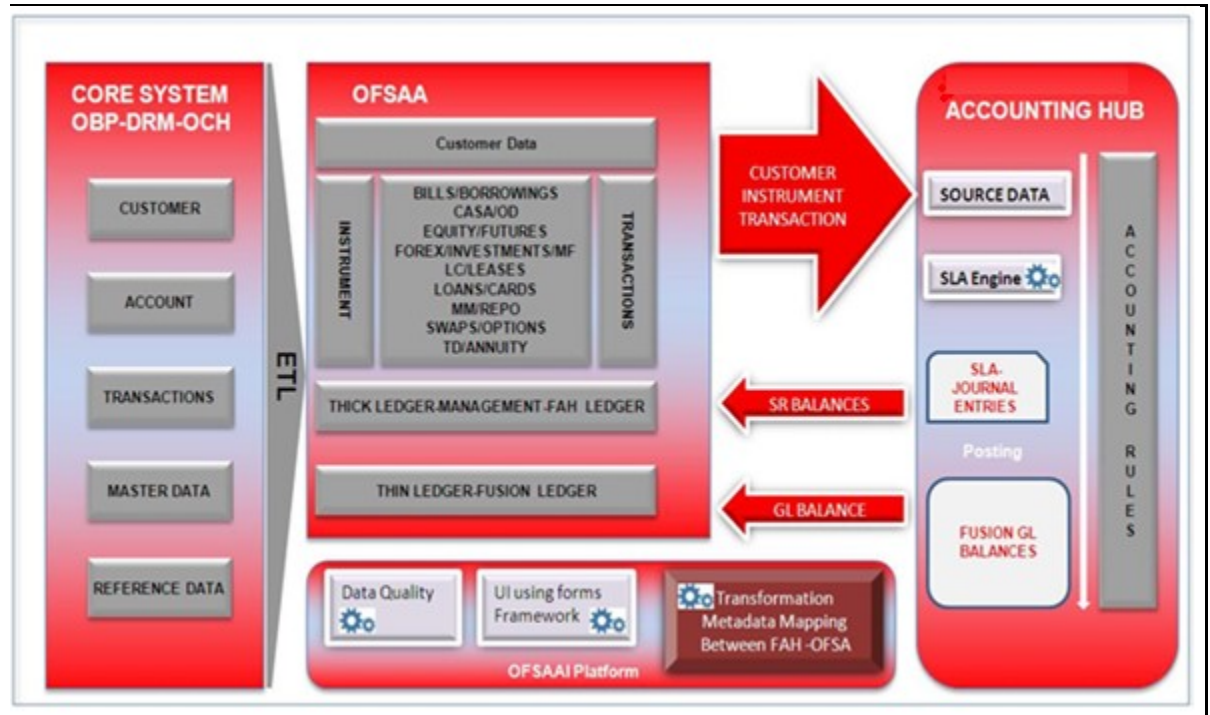 CORE SYSTEM
OBP-DRM-OCH
CUSTOMER
ACCOUNT
TRANSACTIONS
MASTER DATA
REFERENCE DATA
ETL
OFSAA
Customer Data
INSTRUMENT
BILLS/BORROWINGS
CASA/OD
EQUITY/FUTURES
FOREX/INVESTMENTS/MF
LC/LEASES
LOANS/CARDS
MM/REPO
SWAPS/OPTIONS
TD/ANNUITY
TRANSACTIONS
THICK LEDGER-MANAGEMENT-FAH LEDGER
THIN LEDGER-FUSION LEDGER
CUSTOMER
INSTRUMENT
TRANSACTION
SR BALANCES
GL BALANCE
ACCOUNTING HUB
SOURCE DATA
SLA Engine
SLA-
JOURNAL
ENTRIES
Posting
FUSION GL
BALANCES
ACCOUNTING RULES
Data Quality
UI using forms
Framework
Transformation
Metadata Mapping
Between FAH -OFSA
OFSAAI Platform